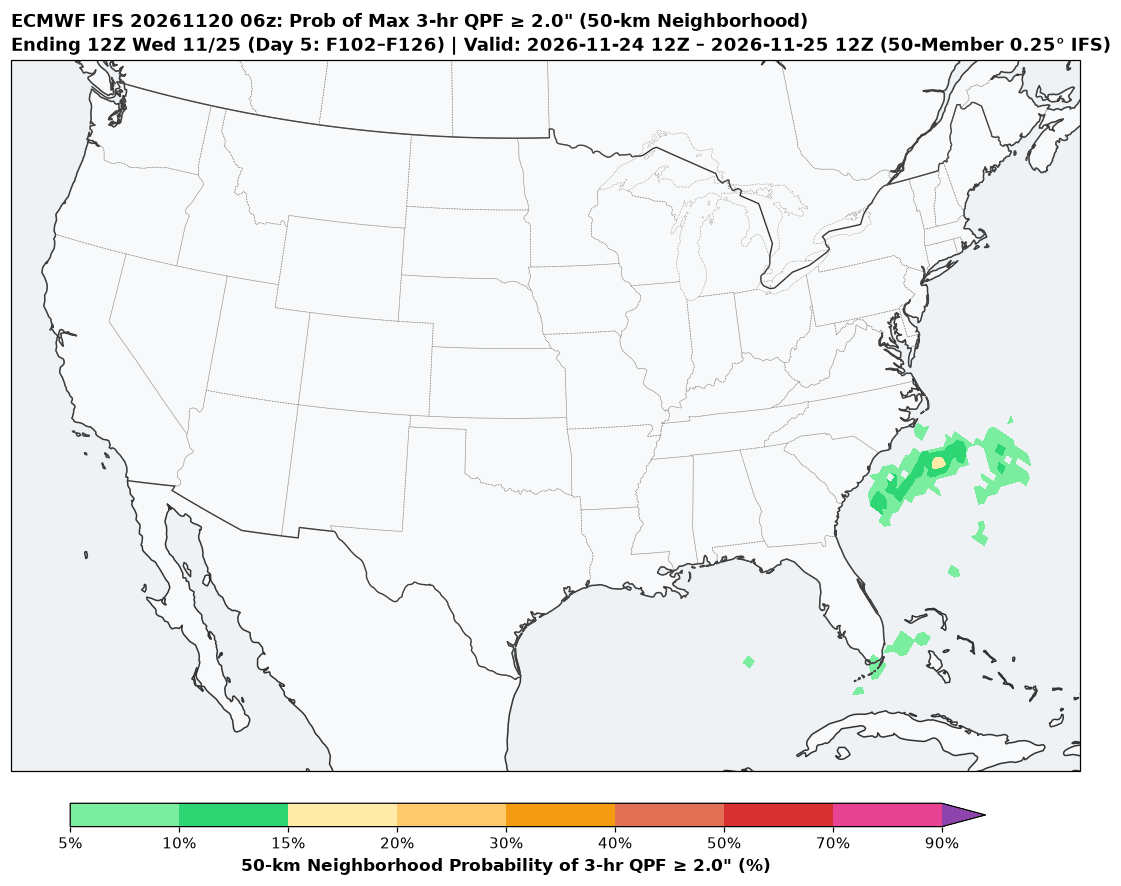 ECMWF IFS 20261120 06z: Prob of Max 3-hr QPF ≥ 2.0" (50-km Neighborhood)
Ending 12Z Wed 11/25 (Day 5: F102–F126) | Valid: 2026-11-24 12Z – 2026-11-25 12Z (50-Member 0.25° IFS)
5% 10% 15% 20% 30% 40% 50% 70% 90%
50-km Neighborhood Probability of 3-hr QPF ≥ 2.0" (%)